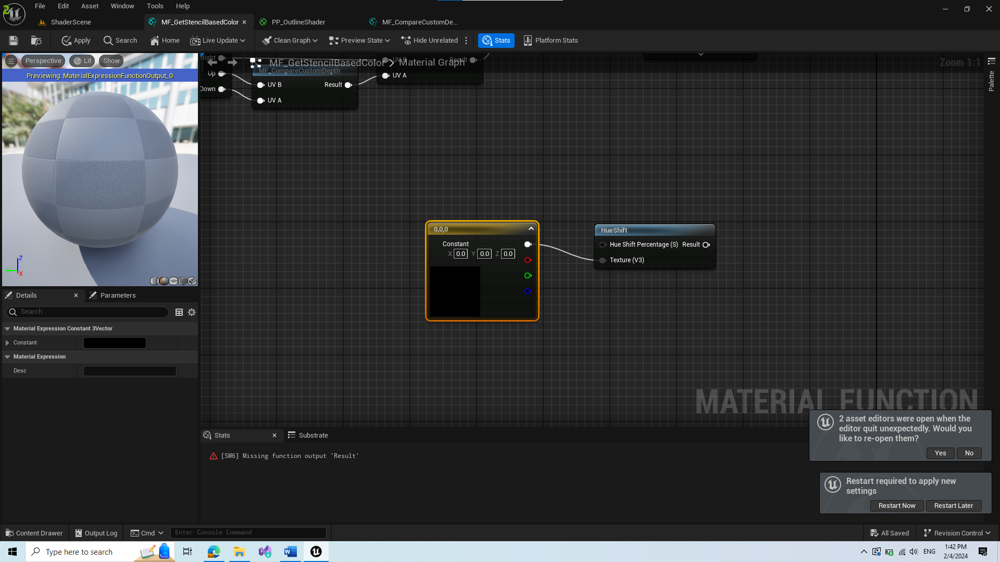 File Edit Asset Window Tools Help
ShaderScene MF_GetStencilBasedColor PP_OutlineShader MF_CompareCustomDe...
Apply Search Home Live Update Clean Graph Preview State Hide Unrelated Stats Platform Stats
Perspective Lit Show
Previewing: MaterialExpressionFunctionOutput_0
Right
Up
Down
MF_GetStencilBasedColor > Material Graph
Zoom 1:1
Palette
MF_CompareCustomDepth
UV B Result
UV A
UV B Result
UV A
0,0,0
Constant
X 0.0 Y 0.0 Z 0.0
HueShift
Hue Shift Percentage (S) Result
Texture (V3)
Z
Y
X
Details Parameters
Search
Material Expression Constant 3Vector
Constant
Material Expression
Desc
MATERIAL FUNCTION
Stats Substrate
[SM6] Missing function output 'Result'
2 asset editors were open when the
editor quit unexpectedly. Would you
like to re-open them?
Yes No
Restart required to apply new
settings
Restart Now Restart Later
Content Drawer Output Log Cmd Enter Console Command All Saved Revision Control
Type here to search
ENG
1:42 PM
2/4/2024